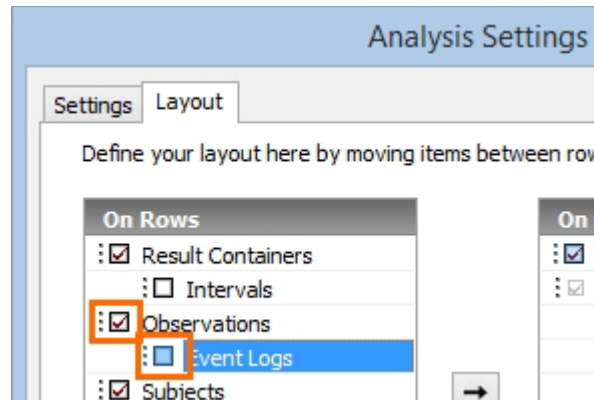 Analysis Settings
Settings Layout
Define your layout here by moving items between
On Rows
On
Result Containers
Intervals
Observations
Event Logs
Subjects